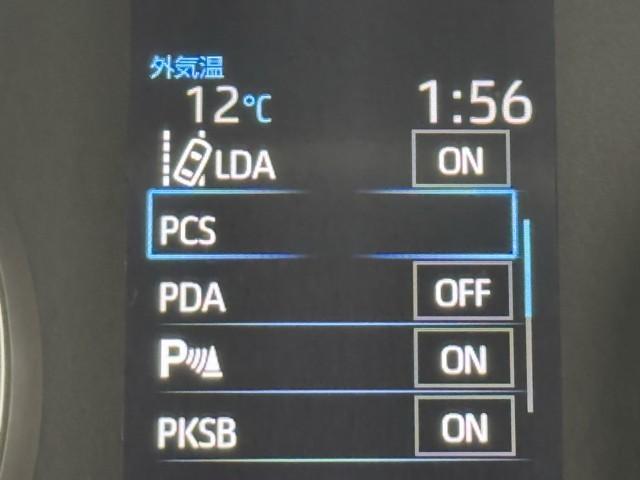 外気温
12℃ 1:56
LDA ON
PCS
PDA OFF
P ON
PKSB ON